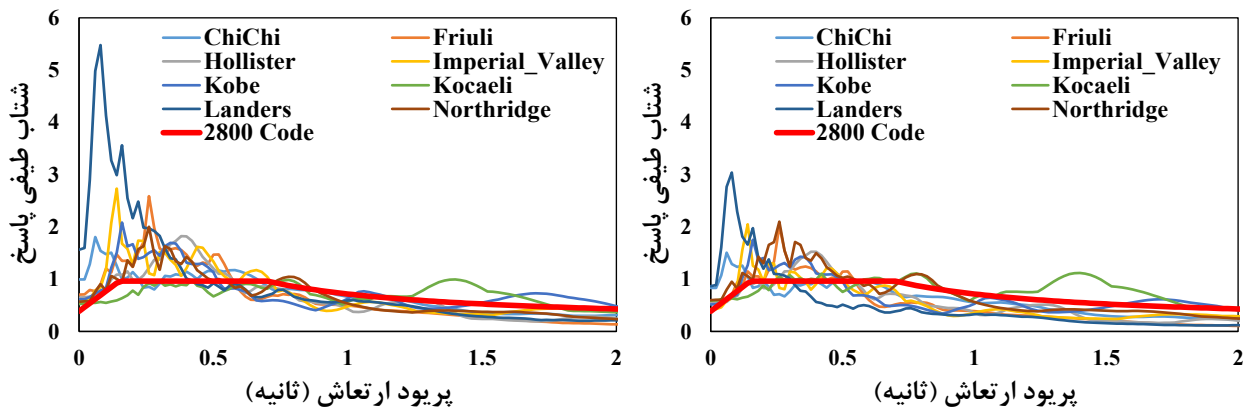 6
5
4
3
2
1
0
شتاب طیفی پاسخ
ChiChi Friuli
Hollister Imperial_Valley
Kobe Kocaeli
Landers Northridge
2800 Code
0 0.5 1 1.5 2
پریود ارتعاش (ثانیه)
6
5
4
3
2
1
0
شتاب طیفی پاسخ
ChiChi Friuli
Hollister Imperial_Valley
Kobe Kocaeli
Landers Northridge
2800 Code
0 0.5 1 1.5 2
پریود ارتعاش (ثانیه)